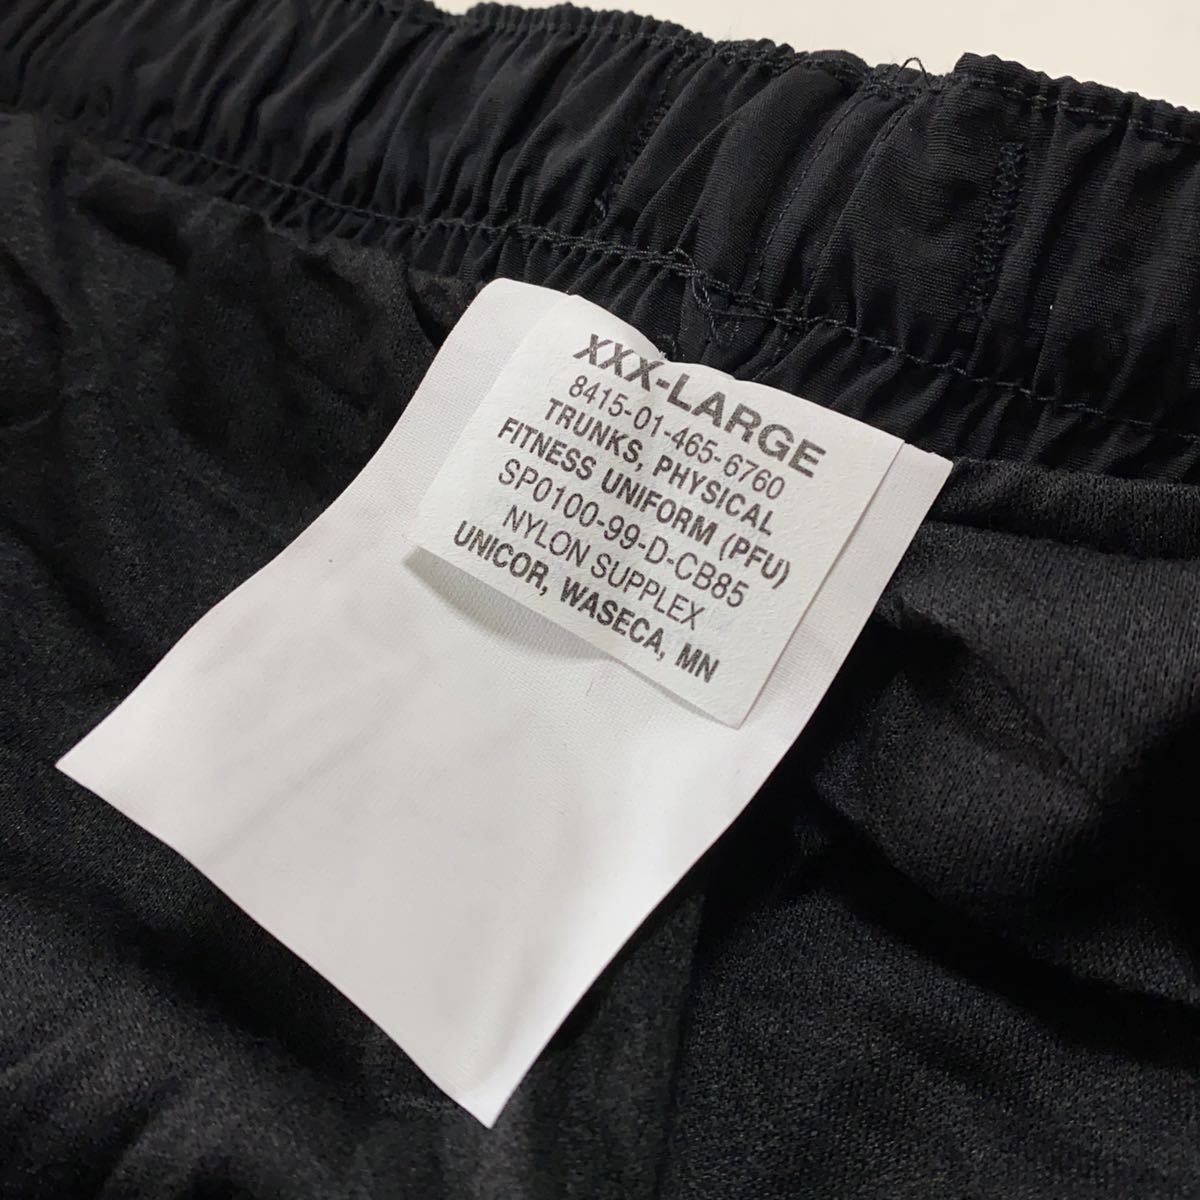 XXX-LARGE
8415-01-465-6760
TRUNKS, PHYSICAL
FITNESS UNIFORM (PFU)
SP0100-99-D-CB85
NYLON SUPPLEX
UNICOR, WASECA, MN